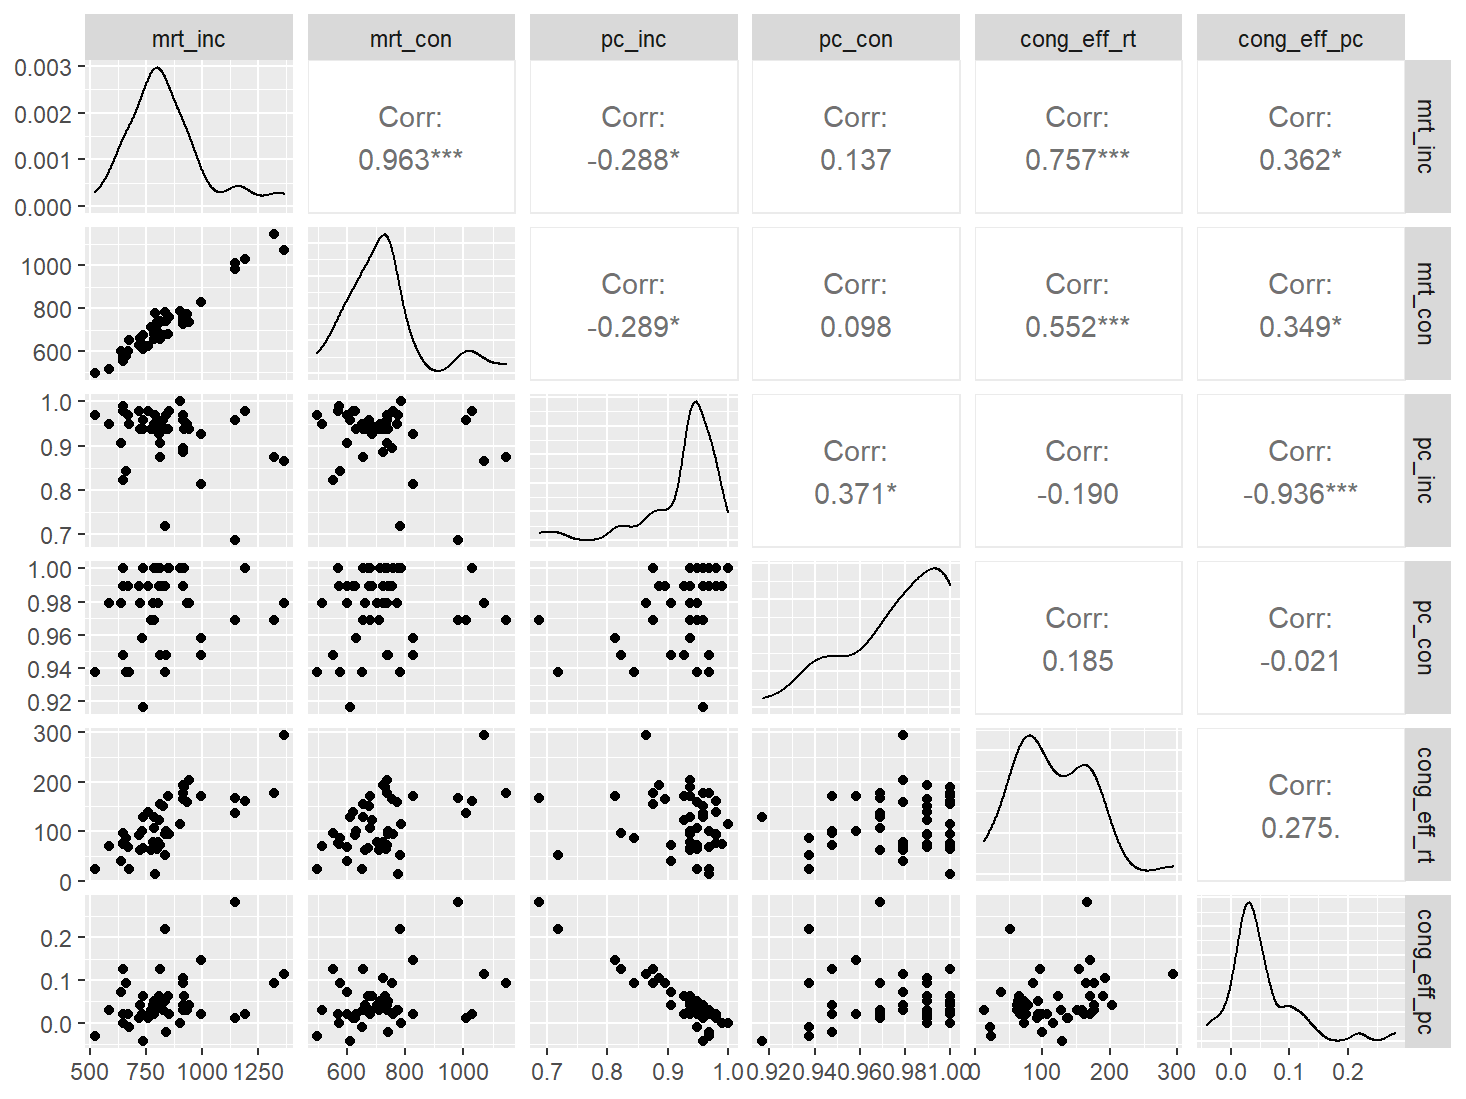 mrt_inc mrt_con pc_inc pc_con cong_eff_rt cong_eff_pc
0.003
0.002
0.001
0.000
Corr:
0.963***
Corr:
-0.288*
Corr:
0.137
Corr:
0.757***
Corr:
0.362*
mrt_inc
1000
800
600
Corr:
-0.289*
Corr:
0.098
Corr:
0.552***
Corr:
0.349*
mrt_con
1.0
0.9
0.8
0.7
Corr:
0.371*
Corr:
-0.190
Corr:
-0.936***
pc_inc
1.00
0.98
0.96
0.94
0.92
Corr:
0.185
Corr:
-0.021
pc_con
300
200
100
0
Corr:
0.275.
cong_eff_rt
0.2
0.1
0.0
cong_eff_pc
500 750 1000 1250 600 800 1000 0.7 0.8 0.9 1.0 0.92 0.94 0.96 0.98 1.00 0 100 200 300 0.0 0.1 0.2